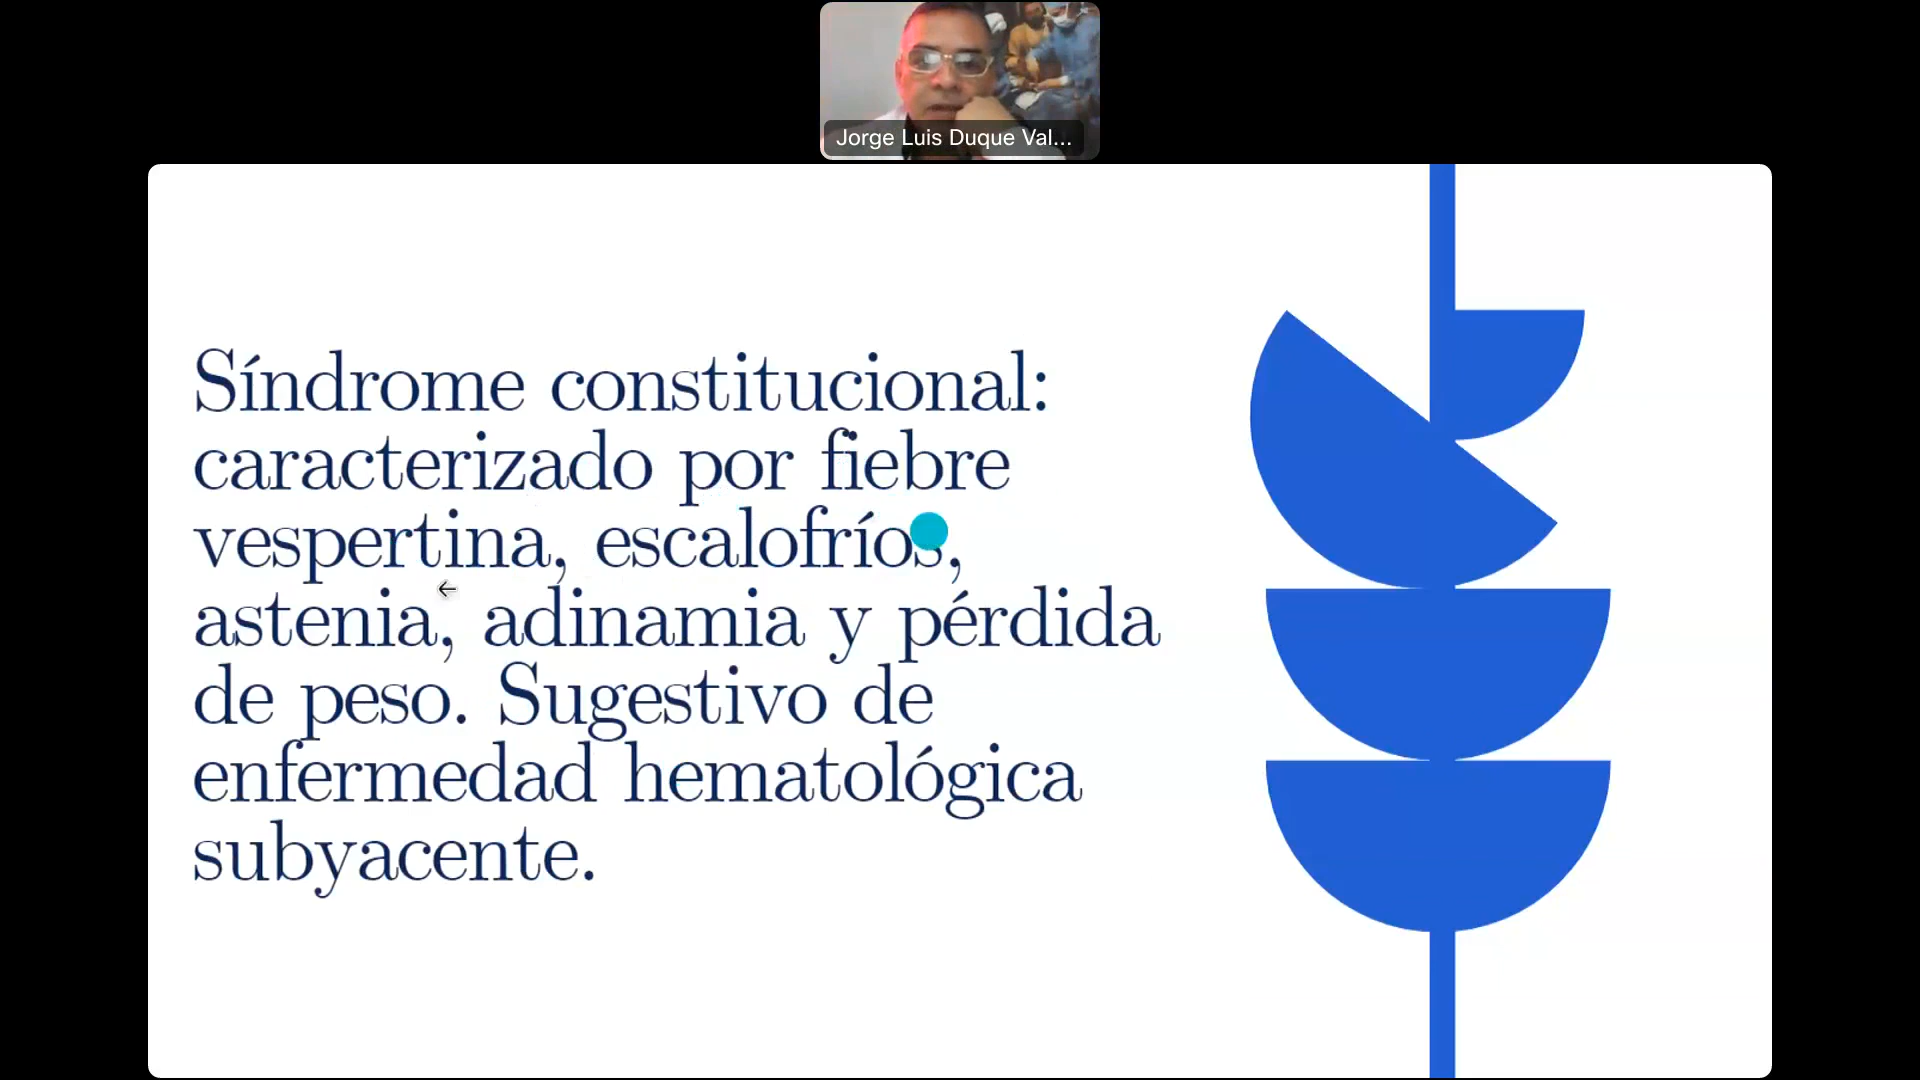 Jorge Luis Duque Val...
Síndrome constitucional:
caracterizado por fiebre
vespertina, escalofríos,
astenia, adinamia y pérdida
de peso. Sugestivo de
enfermedad hematológica
subyacente.